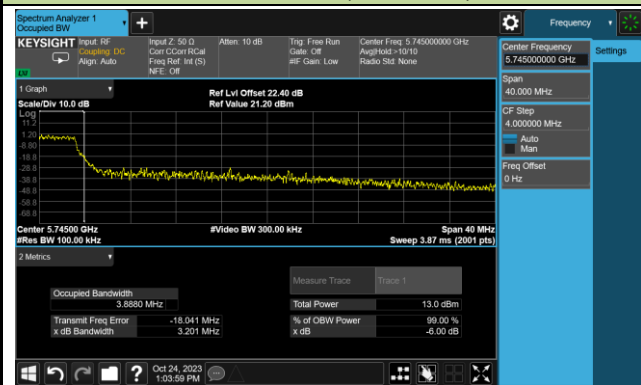 Spectrum Analyzer 1
Occupied BW
Frequency
KEYSIGHT
Input: RF
Coupling: DC
Align: Auto
Input Z: 50 Ω
Corr CCorr RCal
Freq Ref: Int (S)
NFE: Off
Atten: 10 dB
Trig: Free Run
Gate: Off
#IF Gain: Low
Center Freq: 5.745000000 GHz
Avg|Hold:>10/10
Radio Std: None
Center Frequency
5.745000000 GHz
Settings
Span
40.000 MHz
CF Step
4.000000 MHz
Auto
Man
Freq Offset
0 Hz
1 Graph
Scale/Div 10.0 dB
Ref Lvl Offset 22.40 dB
Ref Value 21.20 dBm
Log
11.2
1.20
-8.80
-18.8
-28.8
-38.8
-48.8
-58.8
-68.8
Center 5.74500 GHz
#Res BW 100.00 kHz
#Video BW 300.00 kHz
Span 40 MHz
Sweep 3.87 ms (2001 pts)
2 Metrics
Measure Trace
Trace 1
Occupied Bandwidth
3.8880 MHz
Total Power
13.0 dBm
Transmit Freq Error
-18.041 MHz
% of OBW Power
99.00 %
x dB Bandwidth
3.201 MHz
x dB
-6.00 dB
Oct 24, 2023
1:03:59 PM